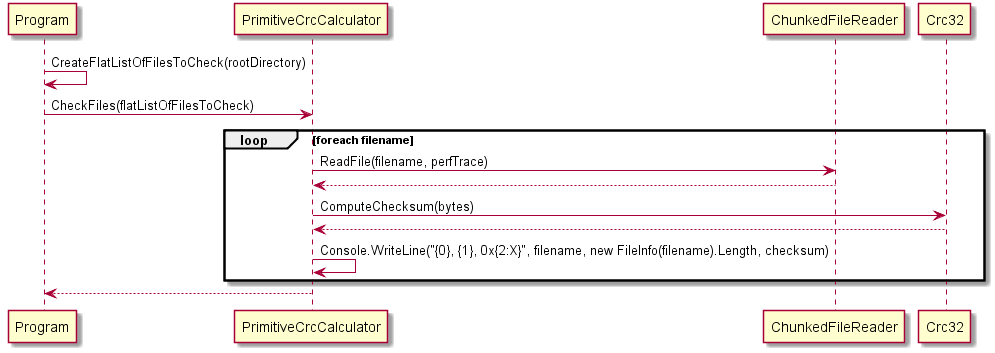 Program
PrimitiveCrcCalculator
ChunkedFileReader
Crc32
CreateFlatListOfFilesToCheck(rootDirectory)
CheckFiles(flatListOfFilesToCheck)
loop
[foreach filename]
ReadFile(filename, perfTrace)
ComputeChecksum(bytes)
Console.WriteLine("{0}, {1}, 0x{2:X}", filename, new FileInfo(filename).Length, checksum)
Program
PrimitiveCrcCalculator
ChunkedFileReader
Crc32